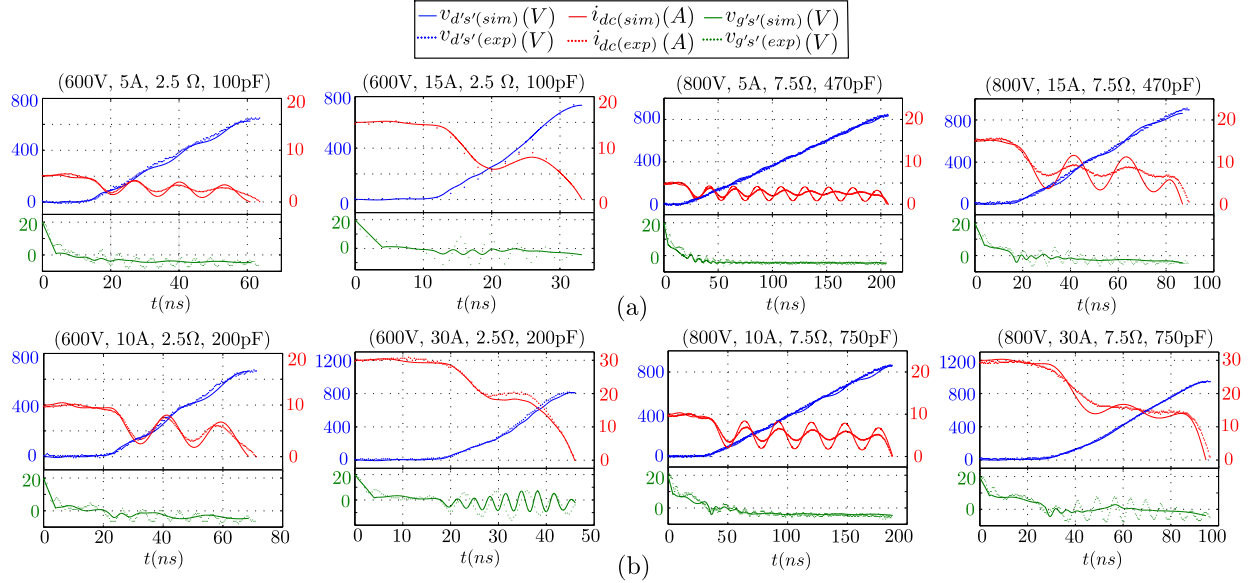 v_{d's'(sim)}(V) i_{dc(sim)}(A) v_{g's'(sim)}(V)
v_{d's'(exp)}(V) i_{dc(exp)}(A) v_{g's'(exp)}(V)
(600V, 5A, 2.5 Ω, 100pF) (600V, 15A, 2.5 Ω, 100pF) (800V, 5A, 7.5Ω, 470pF) (800V, 15A, 7.5Ω, 470pF)
800 20 800 20 800 20 800 20
400 10 400 10 400 10 400 10
0 0 0 0 0 0 0 0
20 20 20 20
0 0 0 0
0 20 40 60 0 10 20 30 0 50 100 150 200 0 20 40 60 80 100
t(ns) t(ns) t(ns) t(ns)
(a)
(600V, 10A, 2.5Ω, 200pF) (600V, 30A, 2.5Ω, 200pF) (800V, 10A, 7.5Ω, 750pF) (800V, 30A, 7.5Ω, 750pF)
800 20 1200 30 800 20 1200 30
400 10 800 20 400 10 800 20
400 10 400 10
0 0 0 0 0 0 0 0
20 20 20 20
0 0 0 0
0 20 40 60 80 0 10 20 30 40 50 0 50 100 150 200 0 20 40 60 80 100
t(ns) t(ns) t(ns) t(ns)
(b)